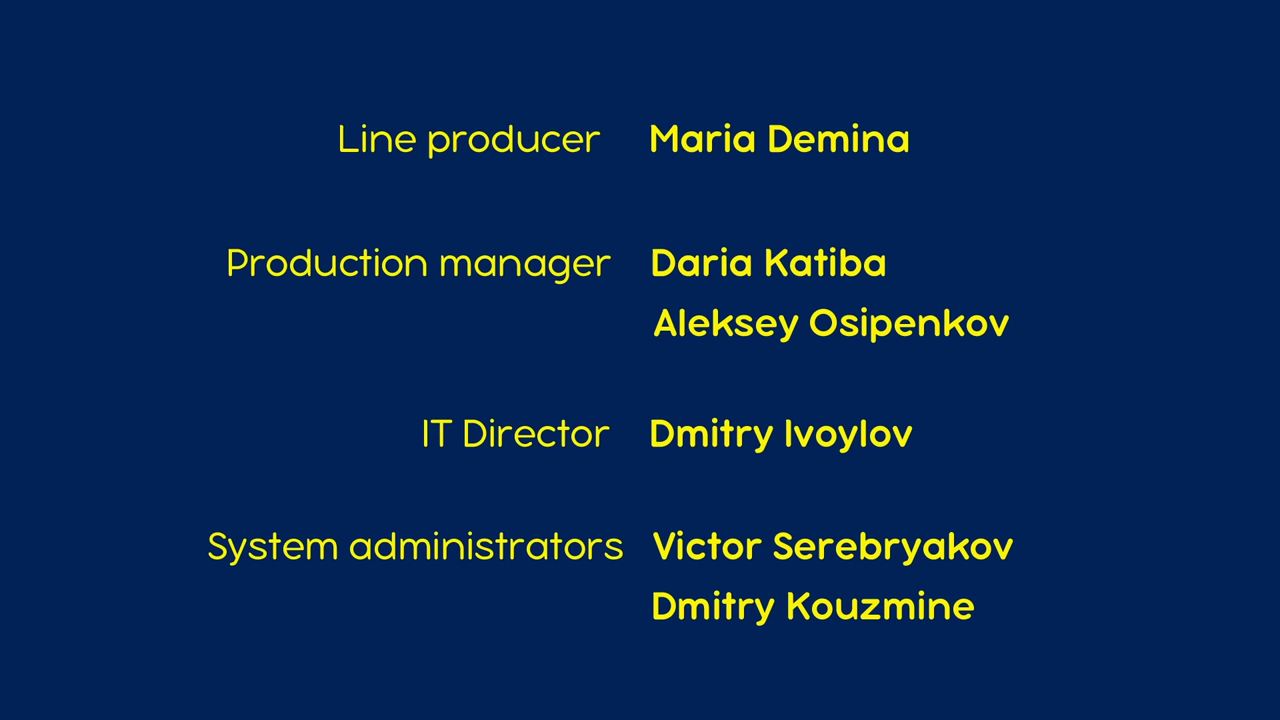 Line producer Maria Demina
Production manager Daria Katiba
Aleksey Osipenkov
IT Director Dmitry Ivoylov
System administrators Victor Serebryakov
Dmitry Kouzmine